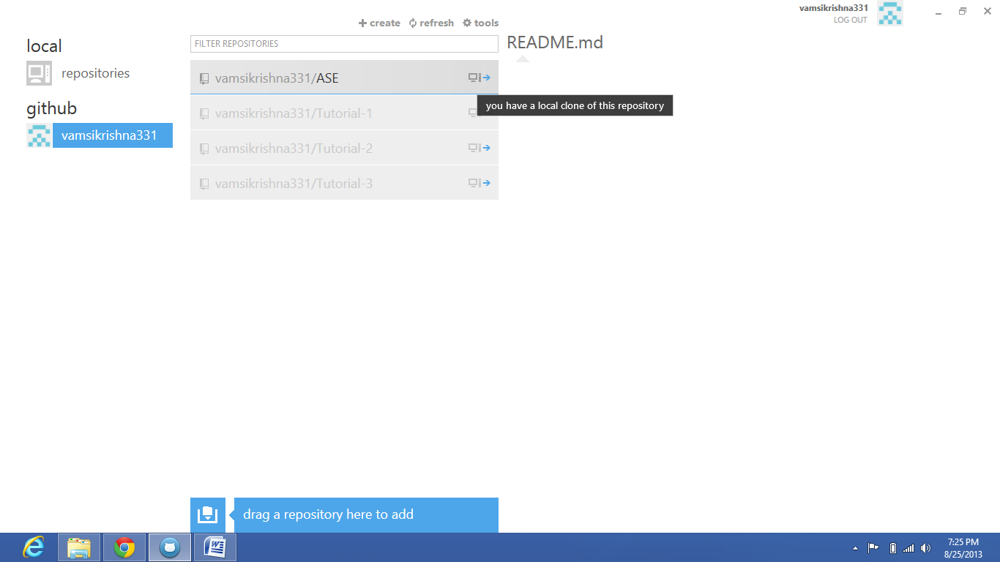 vamsikrishna331
LOG OUT
create refresh tools
local
repositories
github
vamsikrishna331
FILTER REPOSITORIES
vamsikrishna331/ASE
vamsikrishna331/Tutorial-1
vamsikrishna331/Tutorial-2
vamsikrishna331/Tutorial-3
README.md
you have a local clone of this repository
drag a repository here to add
7:25 PM
8/25/2013